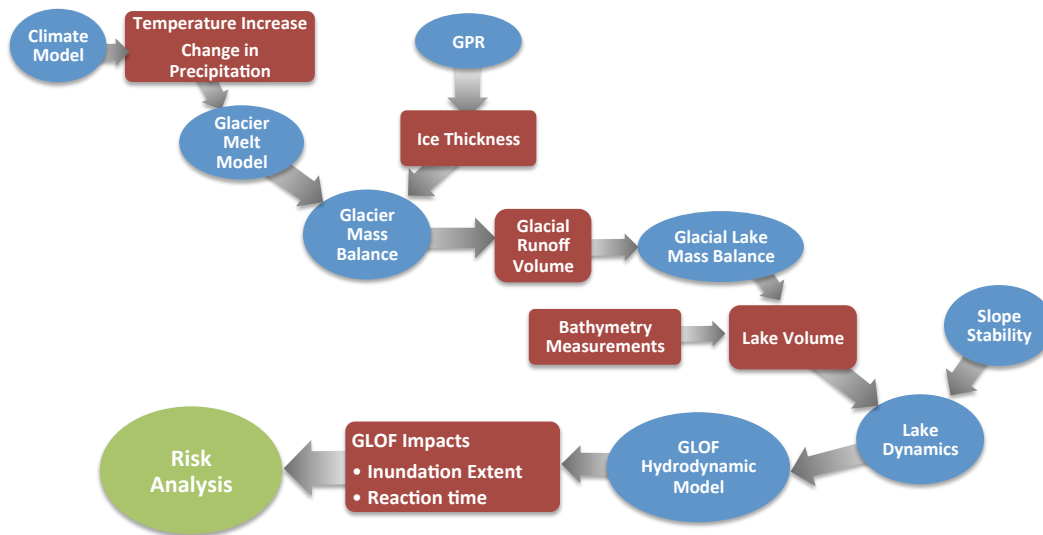 Climate
Model
Temperature Increase
Change in
Precipitation
GPR
Glacier
Melt
Model
Ice Thickness
Glacier
Mass
Balance
Glacial
Runoff
Volume
Glacial Lake
Mass Balance
Bathymetry
Measurements
Lake Volume
Slope
Stability
Lake
Dynamics
GLOF
Hydrodynamic
Model
GLOF Impacts
• Inundation Extent
• Reaction time
Risk
Analysis